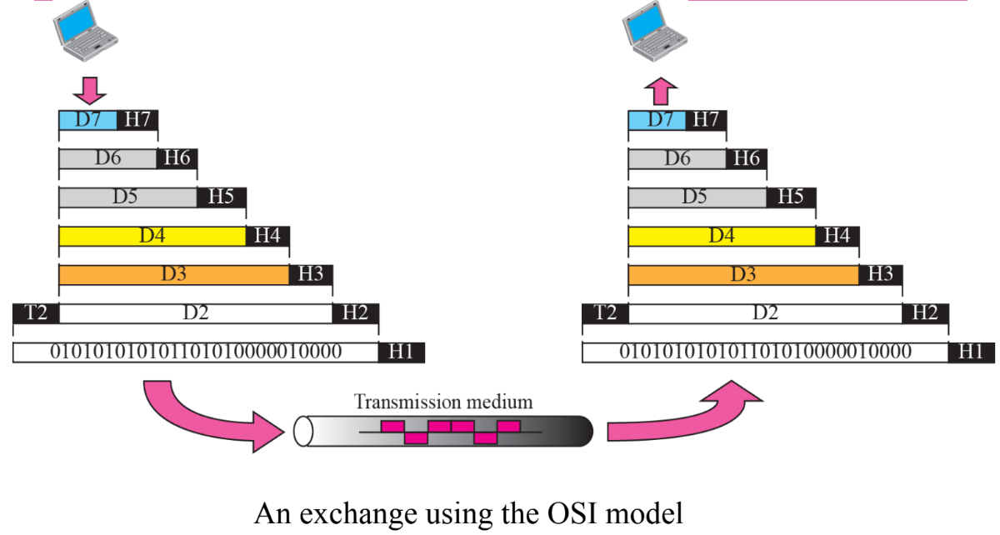 D7 H7 D7 H7
D6 H6 D6 H6
D5 H5 D5 H5
D4 H4 D4 H4
D3 H3 D3 H3
T2 D2 H2 T2 D2 H2
010101010101101010000010000 H1 010101010101101010000010000 H1
Transmission medium
An exchange using the OSI model